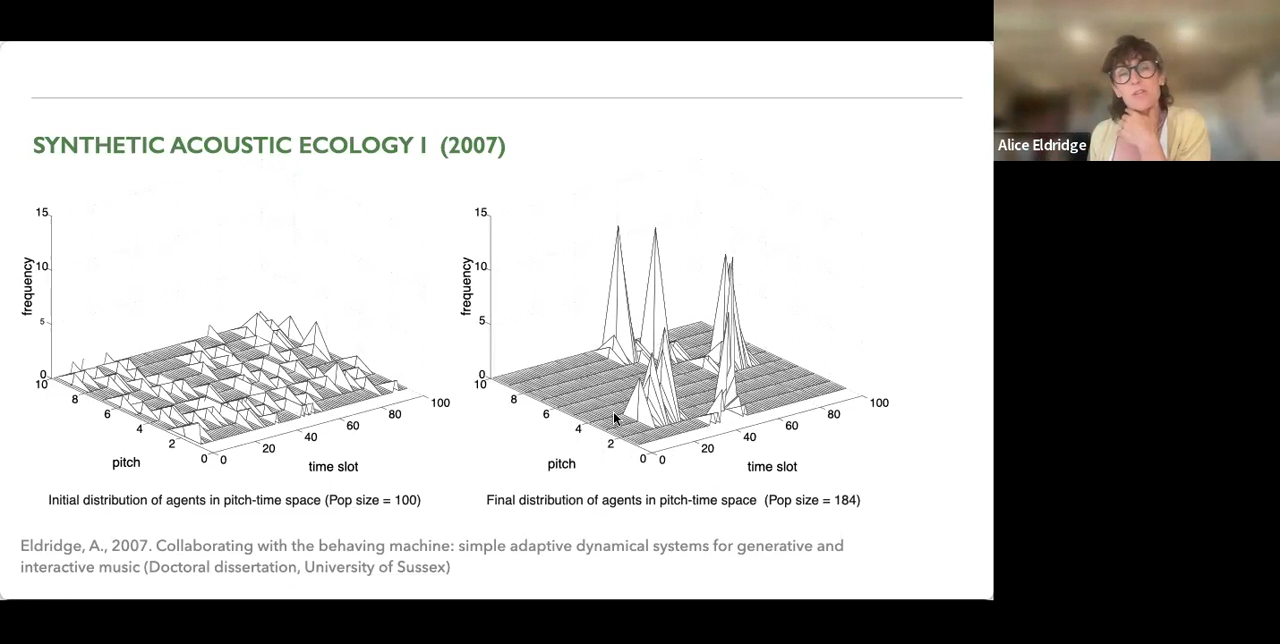 SYNTHETIC ACOUSTIC ECOLOGY I (2007)
15
10
5
0
frequency
10
8
6
4
2
0
pitch
0
20
40
60
80
100
time slot
Initial distribution of agents in pitch-time space (Pop size = 100)
15
10
5
0
frequency
10
8
6
4
2
0
pitch
0
20
40
60
80
100
time slot
Final distribution of agents in pitch-time space (Pop size = 184)
Eldridge, A., 2007. Collaborating with the behaving machine: simple adaptive dynamical systems for generative and
interactive music (Doctoral dissertation, University of Sussex)
Alice Eldridge